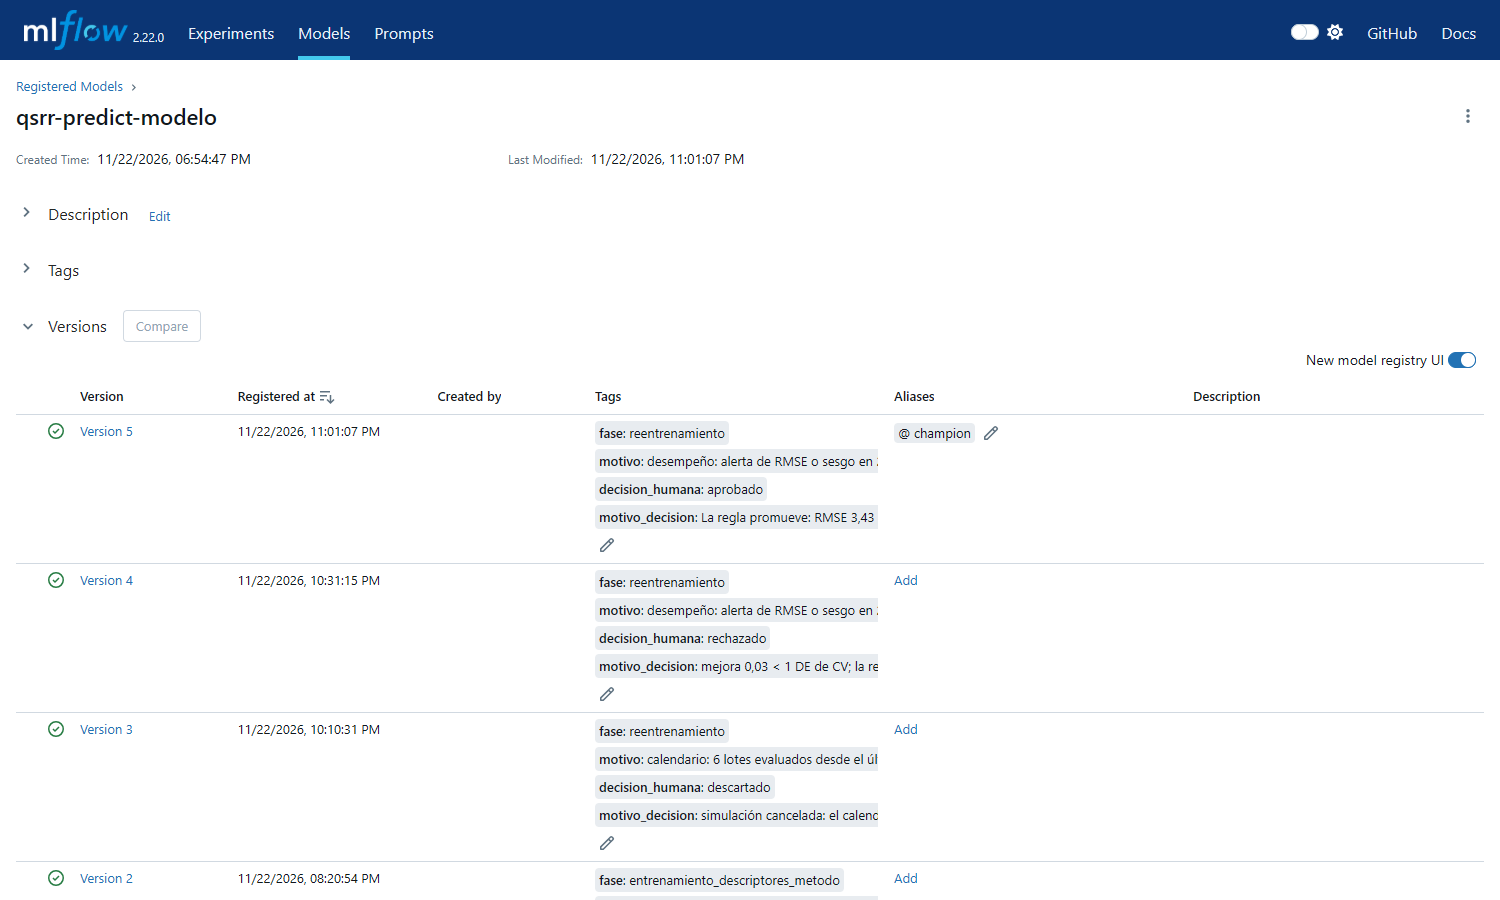 mlflow 2.22.0 Experiments Models Prompts GitHub Docs
Registered Models ›
qsrr-predict-modelo
Created Time: 11/22/2026, 06:54:47 PM Last Modified: 11/22/2026, 11:01:07 PM
Description Edit
Tags
Versions Compare
New model registry UI
Version Registered at Created by Tags Aliases Description
Version 5 11/22/2026, 11:01:07 PM fase: reentrenamiento @ champion
motivo: desempeño: alerta de RMSE o sesgo en
decision_humana: aprobado
motivo_decision: La regla promueve: RMSE 3,43
Version 4 11/22/2026, 10:31:15 PM fase: reentrenamiento Add
motivo: desempeño: alerta de RMSE o sesgo en
decision_humana: rechazado
motivo_decision: mejora 0,03 < 1 DE de CV; la re
Version 3 11/22/2026, 10:10:31 PM fase: reentrenamiento Add
motivo: calendario: 6 lotes evaluados desde el úl
decision_humana: descartado
motivo_decision: simulación cancelada: el calend
Version 2 11/22/2026, 08:20:54 PM fase: entrenamiento_descriptores_metodo Add